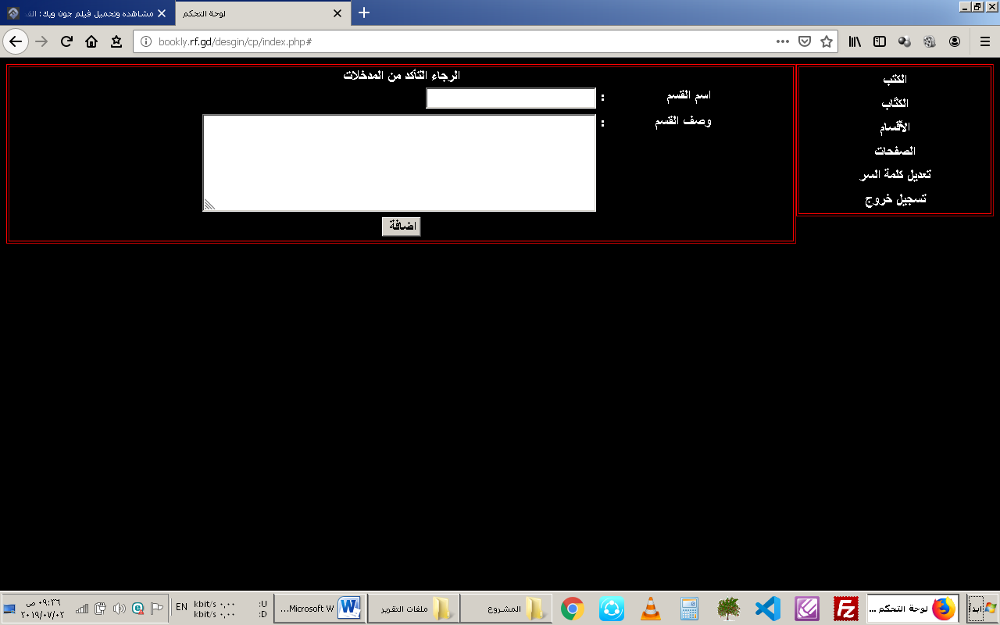 مشاهده وتحميل فيلم جون ويك : الف
لوحة التحكم
bookly.rf.gd/desgin/cp/index.php#
الرجاء التأكد من المدخلات
اسم القسم :
وصف القسم :
اضافة
الكتب
الكتّاب
الأقسام
الصفحات
تعديل كلمة السر
تسجيل خروج
ابدأ
لوحة التحكم ...
المشروع
ملفات التقرير
...Microsoft W
U: ٠,٠٠ kbit/s
D: ٠,٠٠ kbit/s
EN
٠٩:٣٦ ص
٢٠١٩/٠٧/٠٢